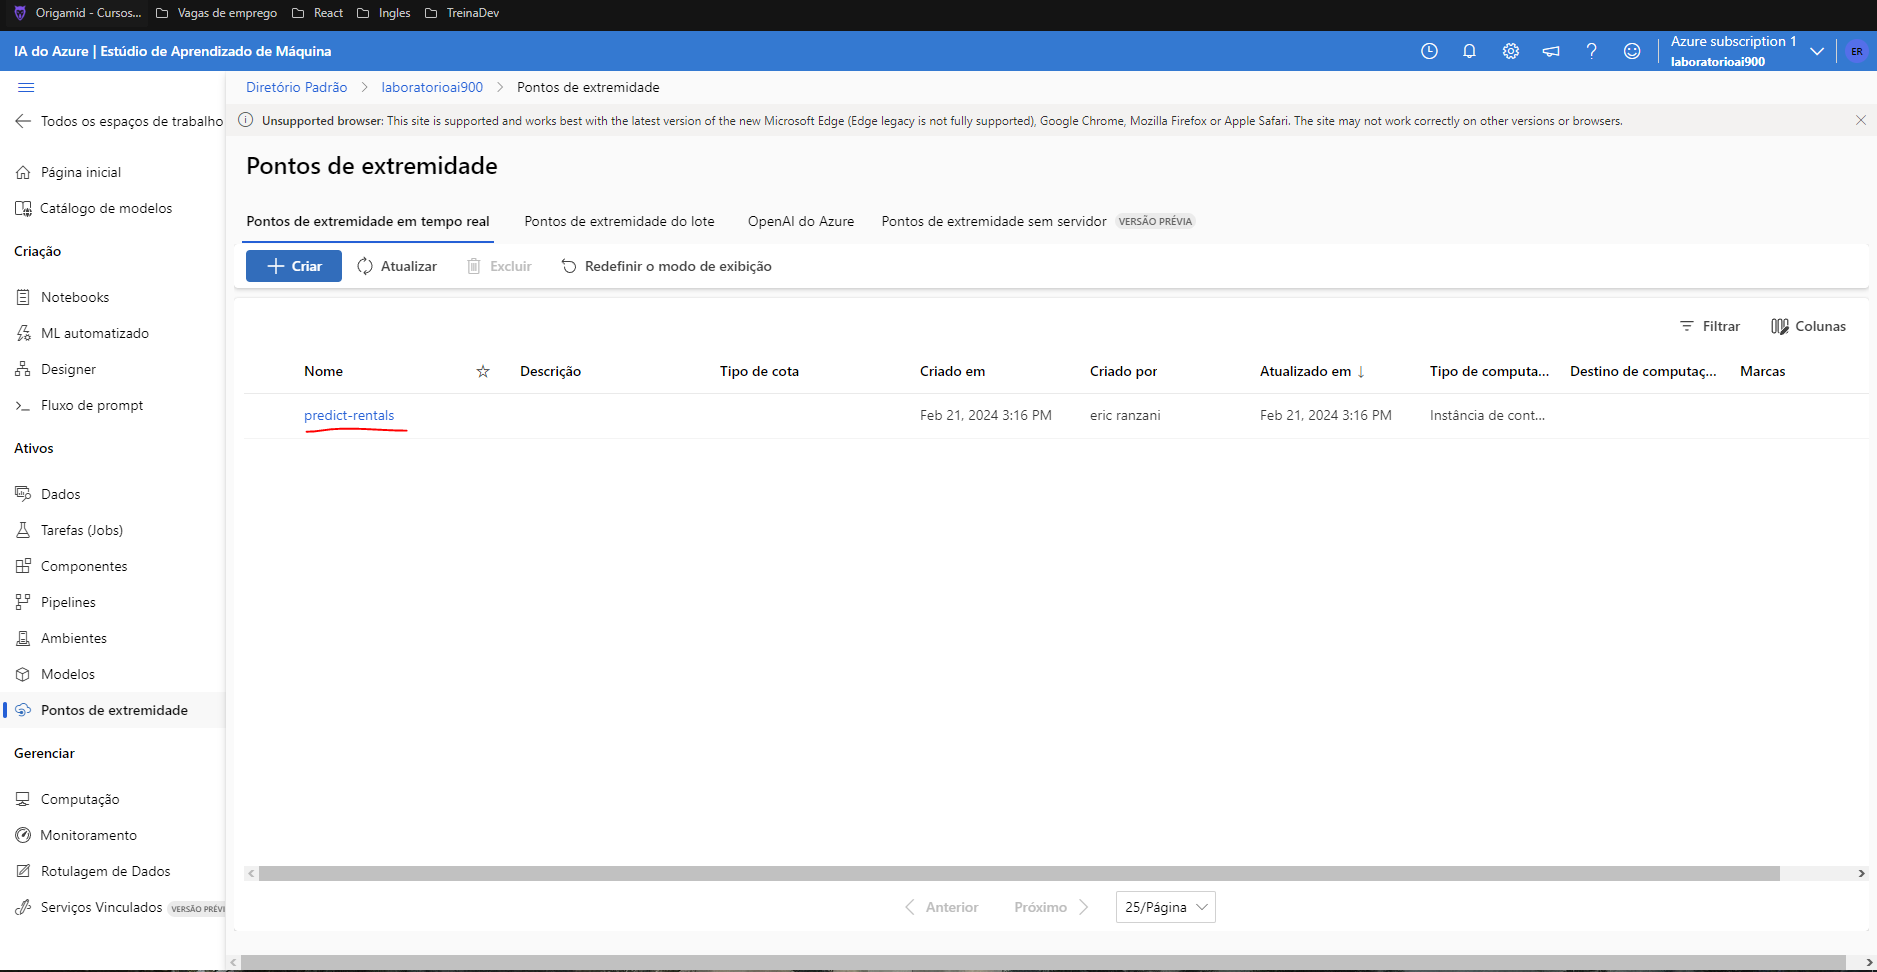 Origamid - Cursos... Vagas de emprego React Ingles TreinaDev
IA do Azure | Estúdio de Aprendizado de Máquina
Azure subscription 1
laboratorioai900
ER
Diretório Padrão > laboratorioai900 > Pontos de extremidade
Todos os espaços de trabalho
Unsupported browser: This site is supported and works best with the latest version of the new Microsoft Edge (Edge legacy is not fully supported), Google Chrome, Mozilla Firefox or Apple Safari. The site may not work correctly on other versions or browsers.
Pontos de extremidade
Página inicial
Catálogo de modelos
Pontos de extremidade em tempo real Pontos de extremidade do lote OpenAI do Azure Pontos de extremidade sem servidor VERSÃO PRÉVIA
Criação
Criar Atualizar Excluir Redefinir o modo de exibição
Notebooks
ML automatizado
Designer
Fluxo de prompt
Filtrar Colunas
Nome Descrição Tipo de cota Criado em Criado por Atualizado em Tipo de computa... Destino de computaç... Marcas
predict-rentals Feb 21, 2024 3:16 PM eric ranzani Feb 21, 2024 3:16 PM Instância de cont...
Ativos
Dados
Tarefas (Jobs)
Componentes
Pipelines
Ambientes
Modelos
Pontos de extremidade
Gerenciar
Computação
Monitoramento
Rotulagem de Dados
Serviços Vinculados VERSÃO PRÉVI
Anterior Próximo 25/Página